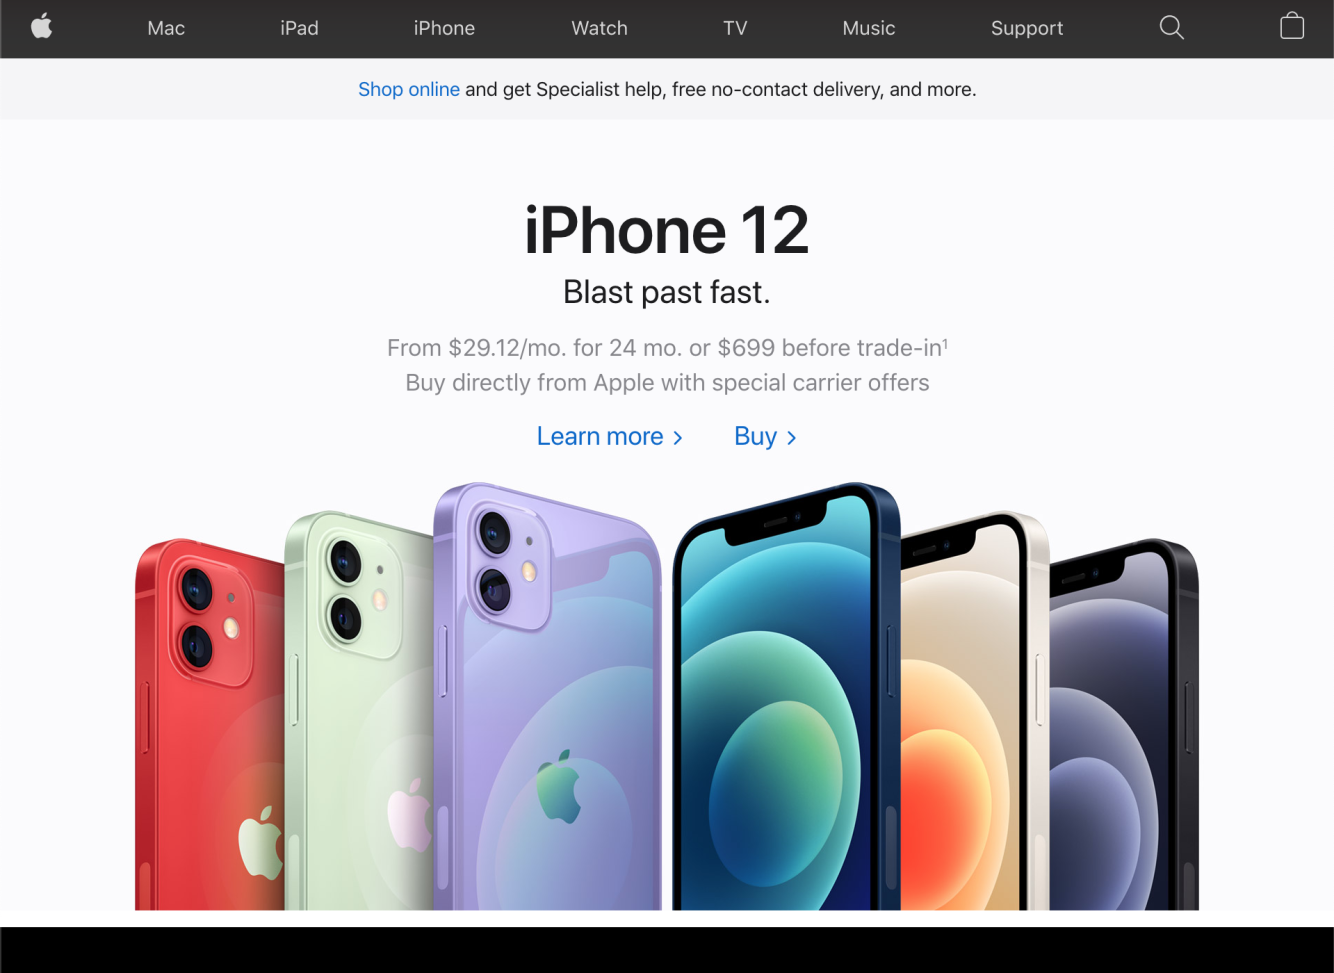 Mac iPad iPhone Watch TV Music Support
Shop online and get Specialist help, free no-contact delivery, and more.
iPhone 12
Blast past fast.
From $29.12/mo. for 24 mo. or $699 before trade-in¹
Buy directly from Apple with special carrier offers
Learn more > Buy >